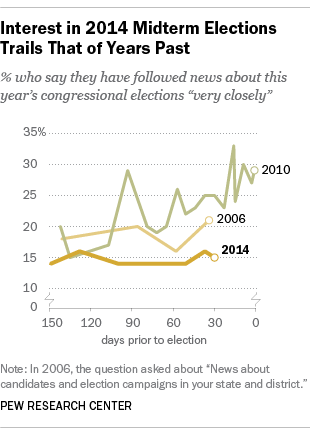 Interest in 2014 Midterm Elections
Trails That of Years Past
% who say they have followed news about this
year's congressional elections “very closely”
35%
30
25
20
15
10
0
2010
2006
2014
150 120 90 60 30 0
days prior to election
Note: In 2006, the question asked about “News about
candidates and election campaigns in your state and district.”
PEW RESEARCH CENTER